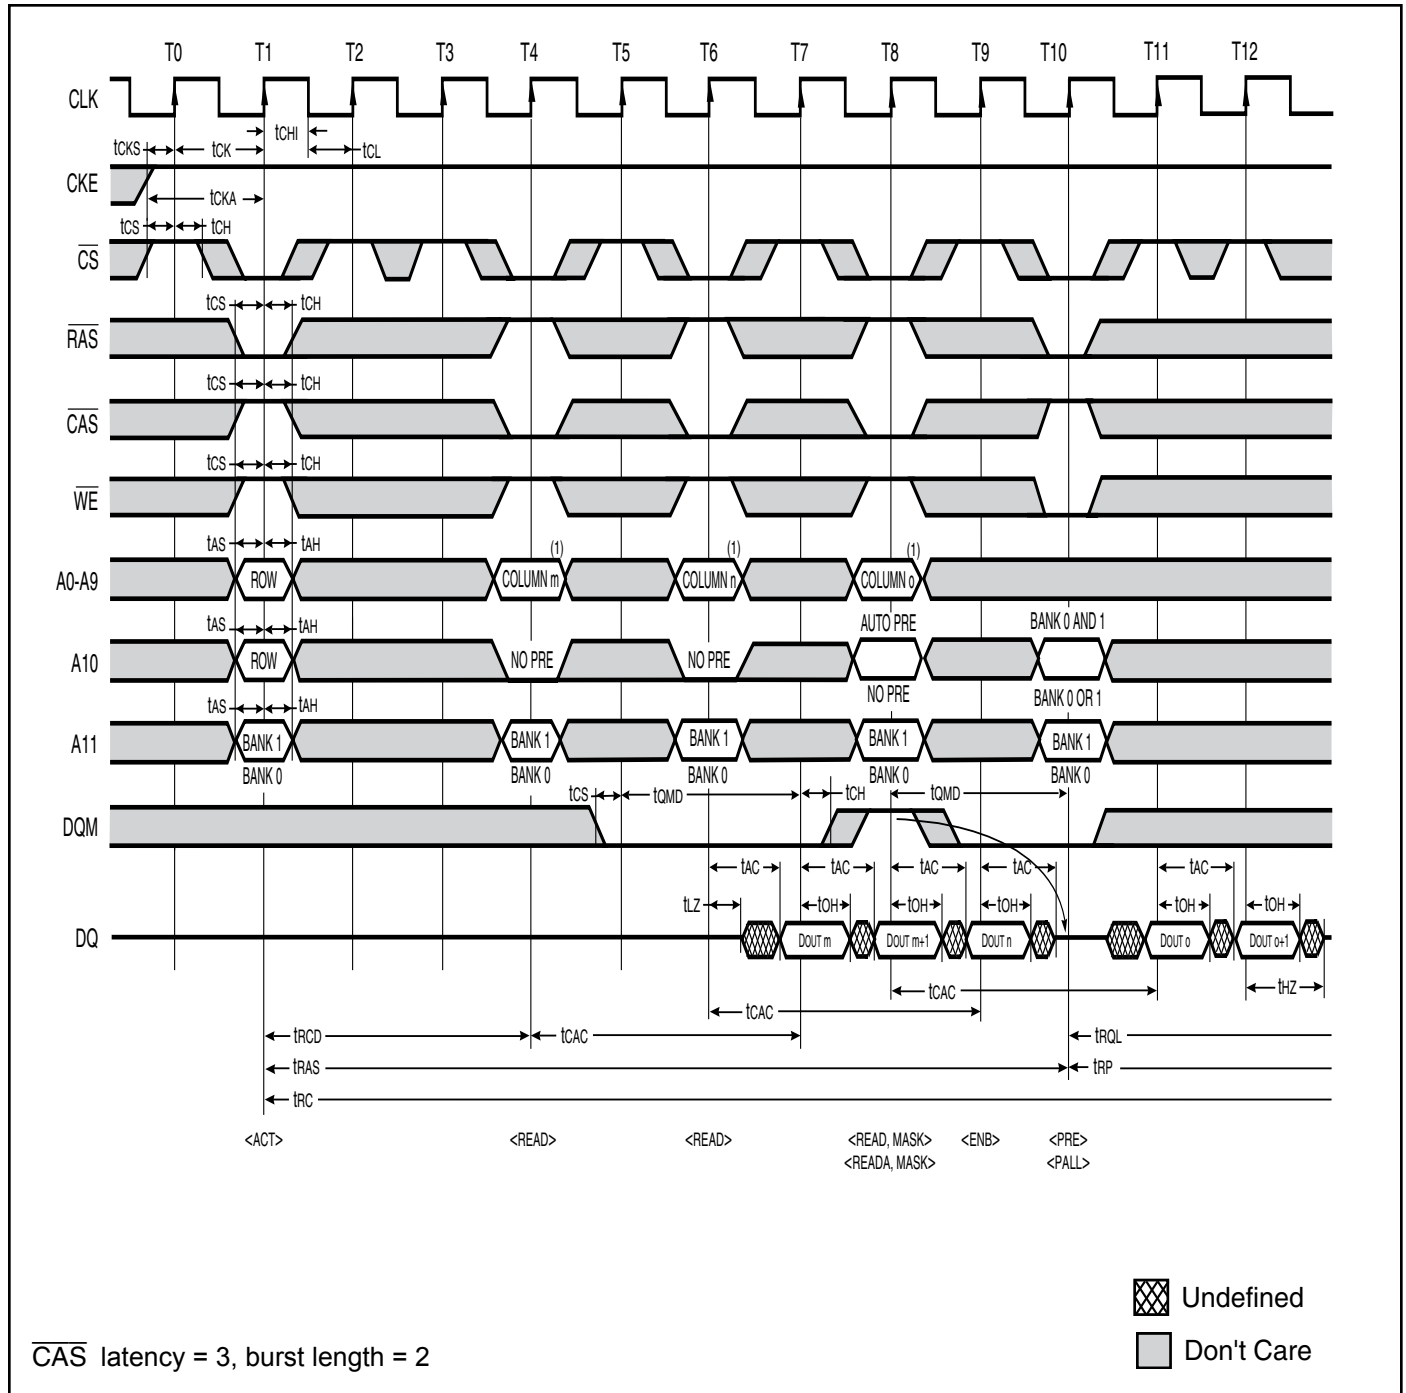 T0 T1 T2 T3 T4 T5 T6 T7 T8 T9 T10 T11 T12
CLK
tCHI
tCKS tCK tCL
CKE
tCKA
tCS tCH
CS
tCS tCH
RAS
tCS tCH
CAS
tCS tCH
WE
tAS tAH (1) (1) (1)
A0-A9 ROW COLUMN m COLUMN n COLUMN o
tAS tAH AUTO PRE BANK 0 AND 1
A10 ROW NO PRE NO PRE
NO PRE BANK 0 OR 1
tAS tAH
A11 BANK 1 BANK 1 BANK 1 BANK 1 BANK 1
BANK 0 BANK 0 BANK 0 BANK 0 BANK 0
tCS tQMD tCH tQMD
DQM
tAC tAC tAC tAC tAC
tLZ tOH tOH tOH tOH tOH
DQ DOUT m DOUT m+1 DOUT n DOUT o DOUT o+1
tCAC tHZ
tCAC
tRCD tCAC tRQL
tRAS tRP
tRC
<ACT> <READ> <READ> <READ, MASK> <ENB> <PRE>
<READA, MASK> <PALL>
Undefined
Don't Care
CAS latency = 3, burst length = 2